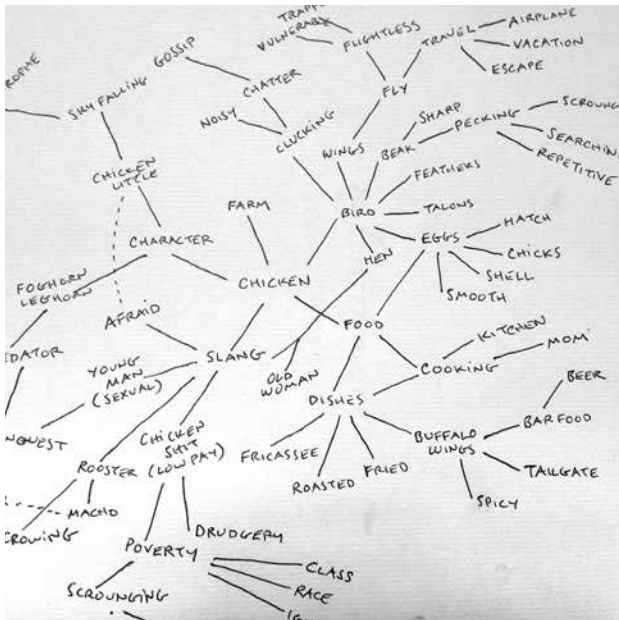 FLIGHTLESS
TRAVEL
AIRPLANE
VACATION
ESCAPE
FLY
GOSSIP
CHATTER
NOISY
CLUCKING
SKY FALLING
CHICKEN
LITTLE
WINGS
BEAK
SHARP
PECKING
REPETITIVE
FEATHERS
TALONS
BIRD
FARM
CHARACTER
CHICKEN
HEN
EGGS
HATCH
CHICKS
SHELL
SMOOTH
FOGHORN
LEGHORN
AFRAID
SLANG
FOOD
KITCHEN
MOM
COOKING
YOUNG
MAN
(SEXUAL)
OLD
WOMAN
DISHES
BEER
BAR FOOD
BUFFALO
WINGS
TAILGATE
SPICY
CHICKEN
SHIT
(LOW PAY)
FRICASSEE
ROASTED
FRIED
ROOSTER
MACHO
CROWING
DRUDGERY
POVERTY
CLASS
RACE
SCROUNGING